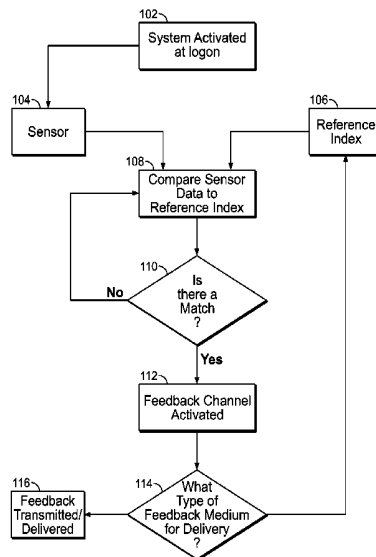 102
System Activated
at logon
104
Sensor
106
Reference
Index
108
Compare Sensor
Data to
Reference Index
110
Is
there a
Match
?
No
Yes
112
Feedback Channel
Activated
114
What
Type of
Feedback Medium
for Delivery
?
116
Feedback
Transmitted/
Delivered